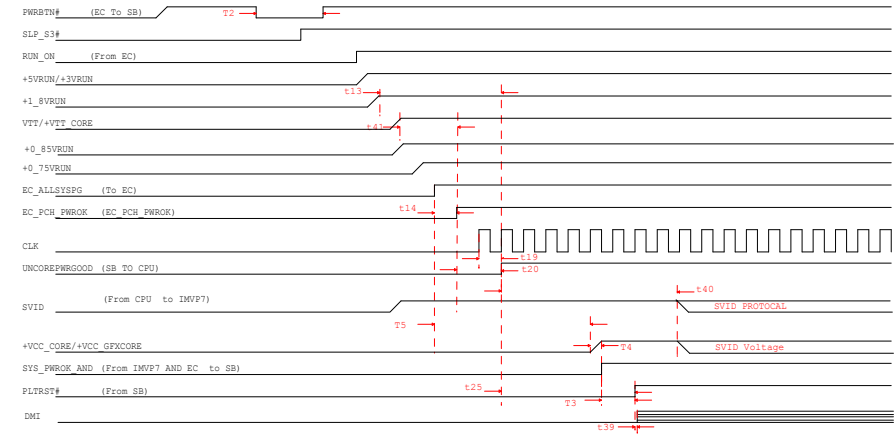 PWRBTN# (EC To SB) T2
SLP_S3#
RUN_ON (From EC)
+5VRUN/+3VRUN
t13
+1_8VRUN
VTT/+VTT_CORE t41
+0_85VRUN
+0_75VRUN
EC_ALLSYSPG (To EC)
EC_PCH_PWROK (EC_PCH_PWROK) t14
CLK
t19
UNCOREPWRGOOD (SB TO CPU) t20
t40
SVID (From CPU to IMVP7) SVID PROTOCAL
T5
+VCC_CORE/+VCC_GFXCORE T4 SVID Voltage
SYS_PWROK_AND (From IMVP7 AND EC to SB)
PLTRST# (From SB) t25
T3
DMI
t39